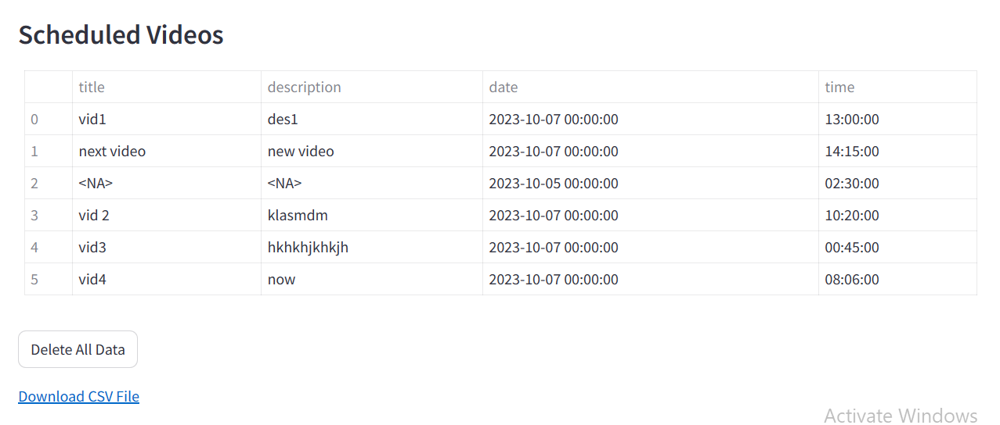 Scheduled Videos
title description date time
0 vid1 des1 2023-10-07 00:00:00 13:00:00
1 next video new video 2023-10-07 00:00:00 14:15:00
2 <NA> <NA> 2023-10-05 00:00:00 02:30:00
3 vid 2 klasmdm 2023-10-07 00:00:00 10:20:00
4 vid3 hkhkhjkhkjh 2023-10-07 00:00:00 00:45:00
5 vid4 now 2023-10-07 00:00:00 08:06:00
Delete All Data
Download CSV File
Activate Windows